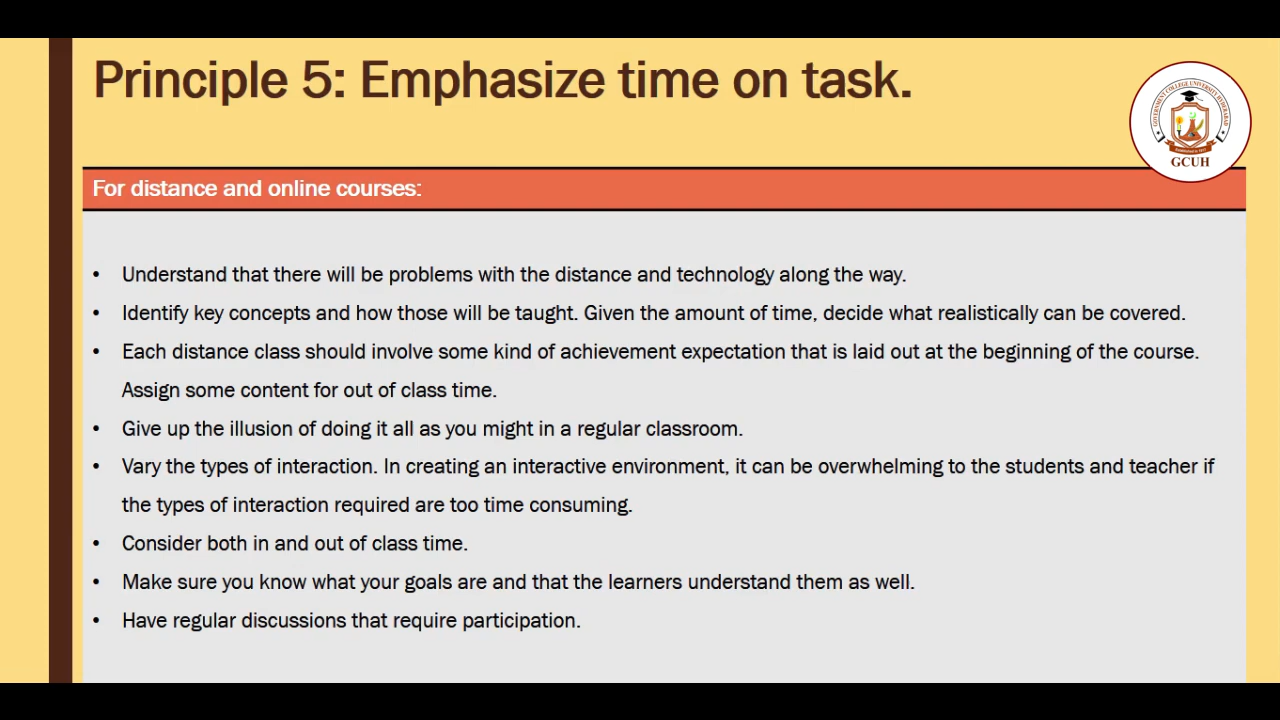 Principle 5: Emphasize time on task.
GOVERNMENT COLLEGE UNIVERSITY HYDERABAD
GCUH
For distance and online courses:
• Understand that there will be problems with the distance and technology along the way.
• Identify key concepts and how those will be taught. Given the amount of time, decide what realistically can be covered.
• Each distance class should involve some kind of achievement expectation that is laid out at the beginning of the course.
Assign some content for out of class time.
• Give up the illusion of doing it all as you might in a regular classroom.
• Vary the types of interaction. In creating an interactive environment, it can be overwhelming to the students and teacher if
the types of interaction required are too time consuming.
• Consider both in and out of class time.
• Make sure you know what your goals are and that the learners understand them as well.
• Have regular discussions that require participation.